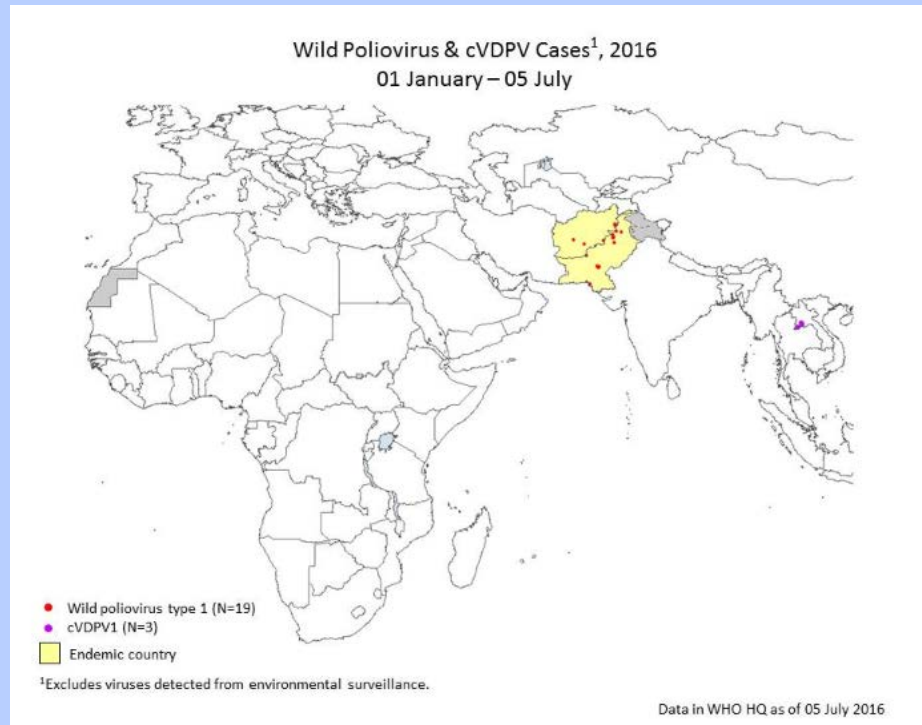 Wild Poliovirus & cVDPV Cases¹, 2016
01 January – 05 July
Wild poliovirus type 1 (N=19)
cVDPV1 (N=3)
Endemic country
¹Excludes viruses detected from environmental surveillance.
Data in WHO HQ as of 05 July 2016